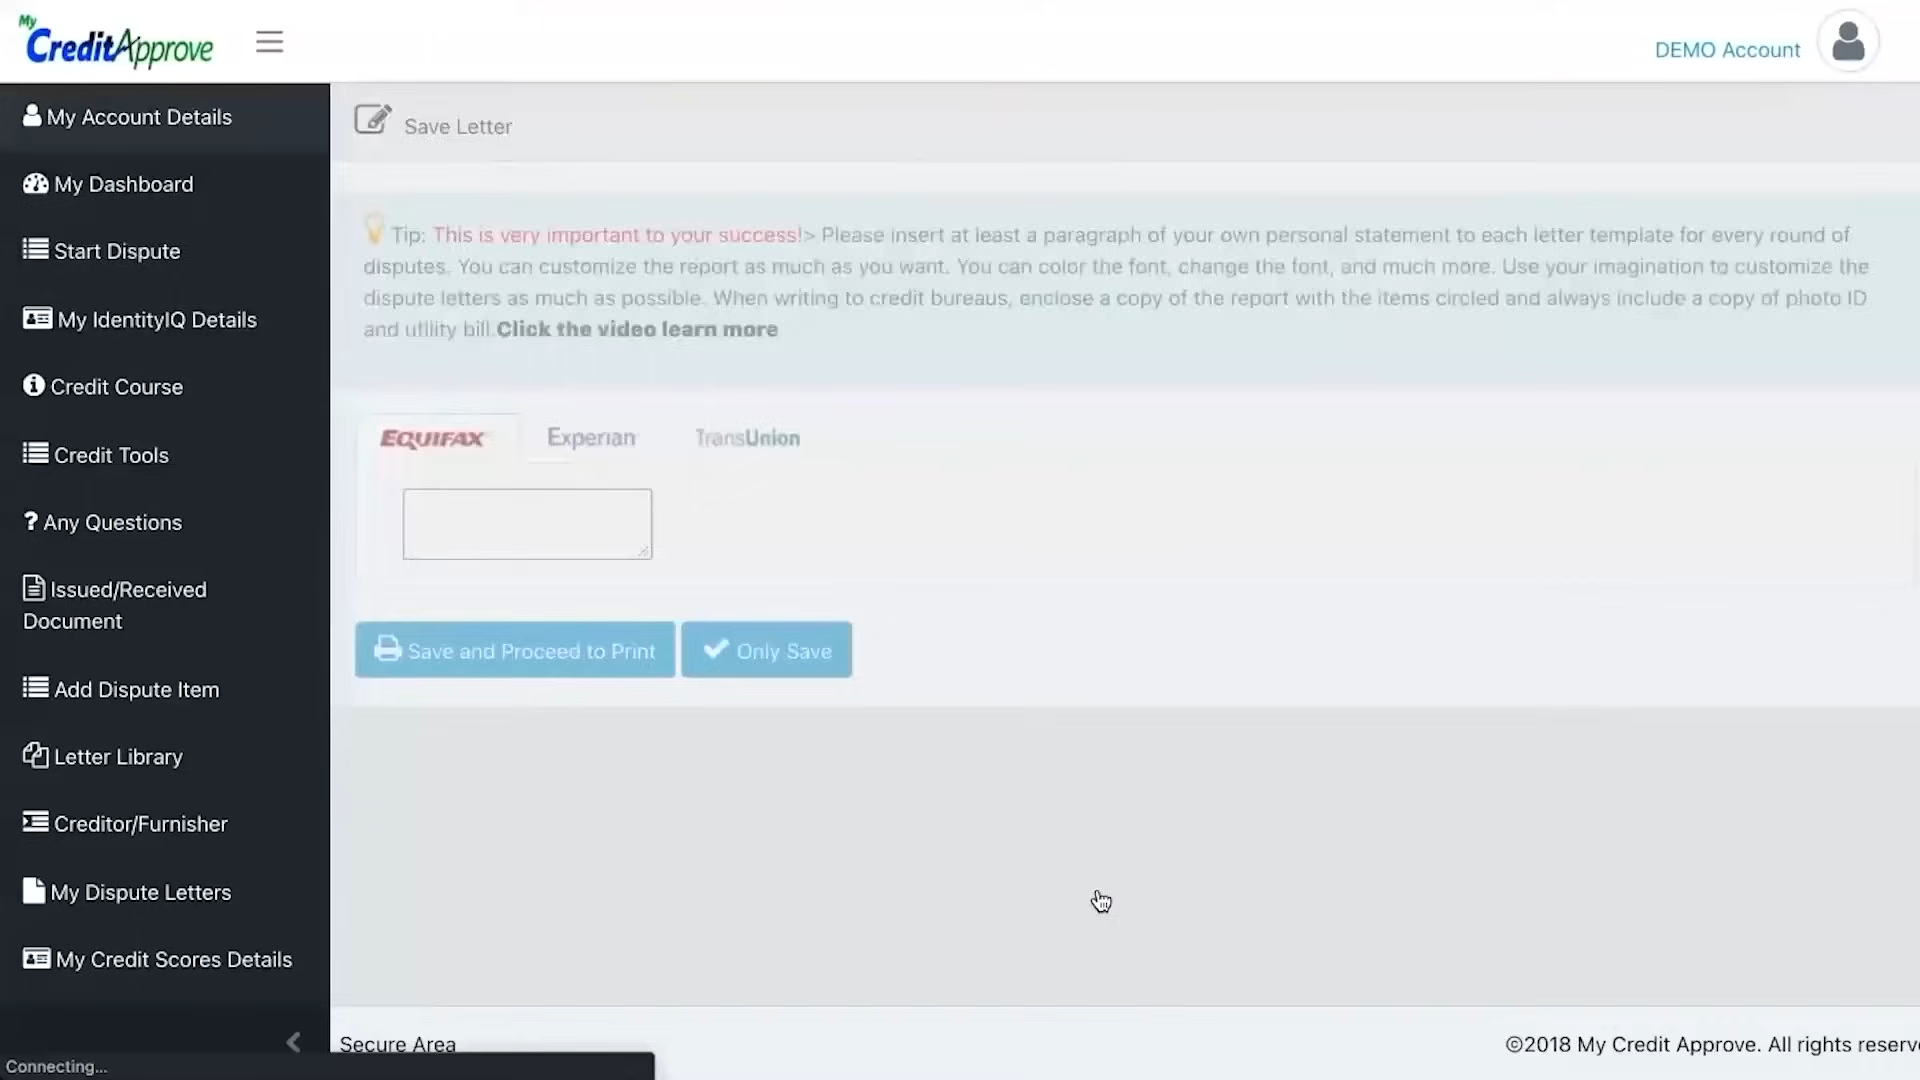 My
CreditApprove
DEMO Account
My Account Details
My Dashboard
Start Dispute
My IdentityIQ Details
Credit Course
Credit Tools
? Any Questions
Issued/Received
Document
Add Dispute Item
Letter Library
Creditor/Furnisher
My Dispute Letters
My Credit Scores Details
Save Letter
Tip: This is very important to your success!> Please insert at least a paragraph of your own personal statement to each letter template for every round of
disputes. You can customize the report as much as you want. You can color the font, change the font, and much more. Use your imagination to customize the
dispute letters as much as possible. When writing to credit bureaus, enclose a copy of the report with the items circled and always include a copy of photo ID
and utility bill.Click the video learn more
EQUIFAX Experian TransUnion
Save and Proceed to Print Only Save
Secure Area
©2018 My Credit Approve. All rights reserv
Connecting...